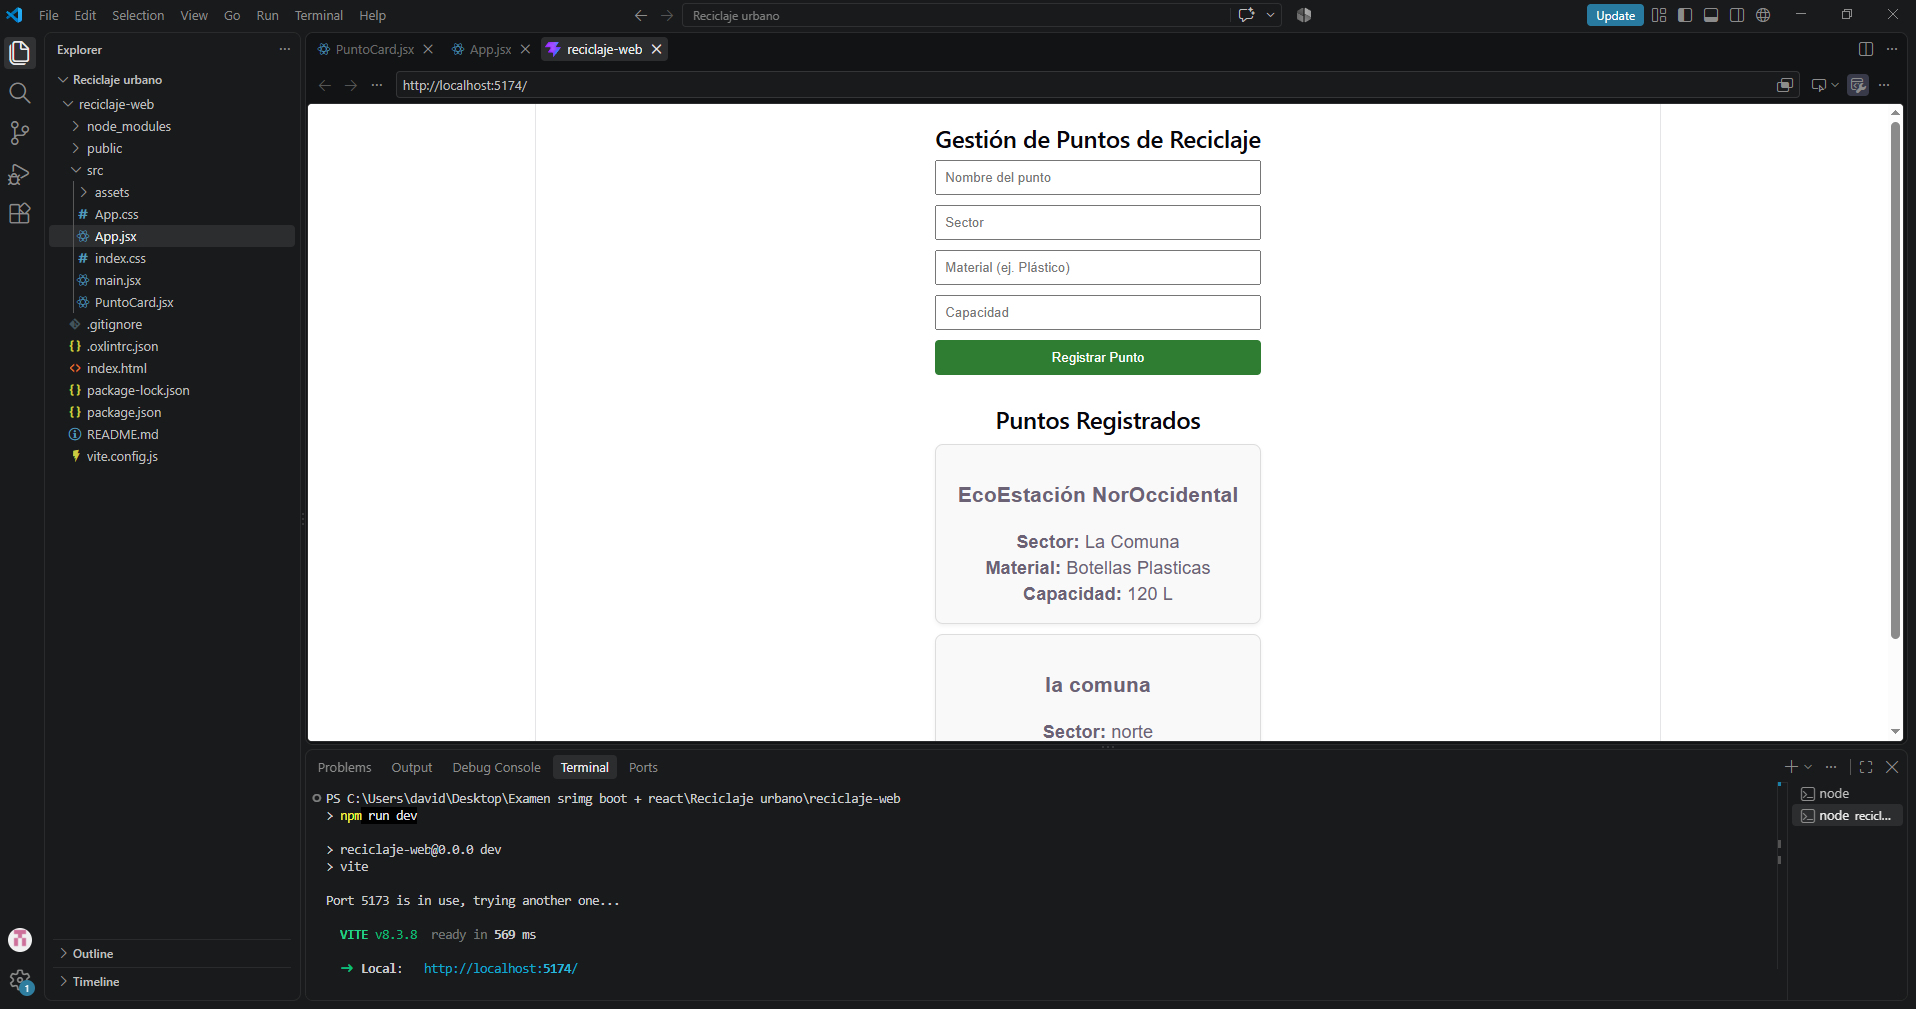 File Edit Selection View Go Run Terminal Help
Reciclaje urbano
Update
Explorer
Reciclaje urbano
reciclaje-web
node_modules
public
src
assets
# App.css
App.jsx
# index.css
main.jsx
PuntoCard.jsx
.gitignore
{} .oxlintrc.json
<> index.html
{} package-lock.json
{} package.json
README.md
vite.config.js
Outline
Timeline
1
PuntoCard.jsx
App.jsx
reciclaje-web
http://localhost:5174/
Gestión de Puntos de Reciclaje
Nombre del punto
Sector
Material (ej. Plástico)
Capacidad
Registrar Punto
Puntos Registrados
EcoEstación NorOccidental
Sector: La Comuna
Material: Botellas Plasticas
Capacidad: 120 L
la comuna
Sector: norte
Problems Output Debug Console Terminal Ports
PS C:\Users\david\Desktop\Examen srimg boot + react\Reciclaje urbano\reciclaje-web
> npm run dev
> reciclaje-web@0.0.0 dev
> vite
Port 5173 is in use, trying another one...
VITE v8.3.8 ready in 569 ms
➜ Local: http://localhost:5174/
node
node recicl...